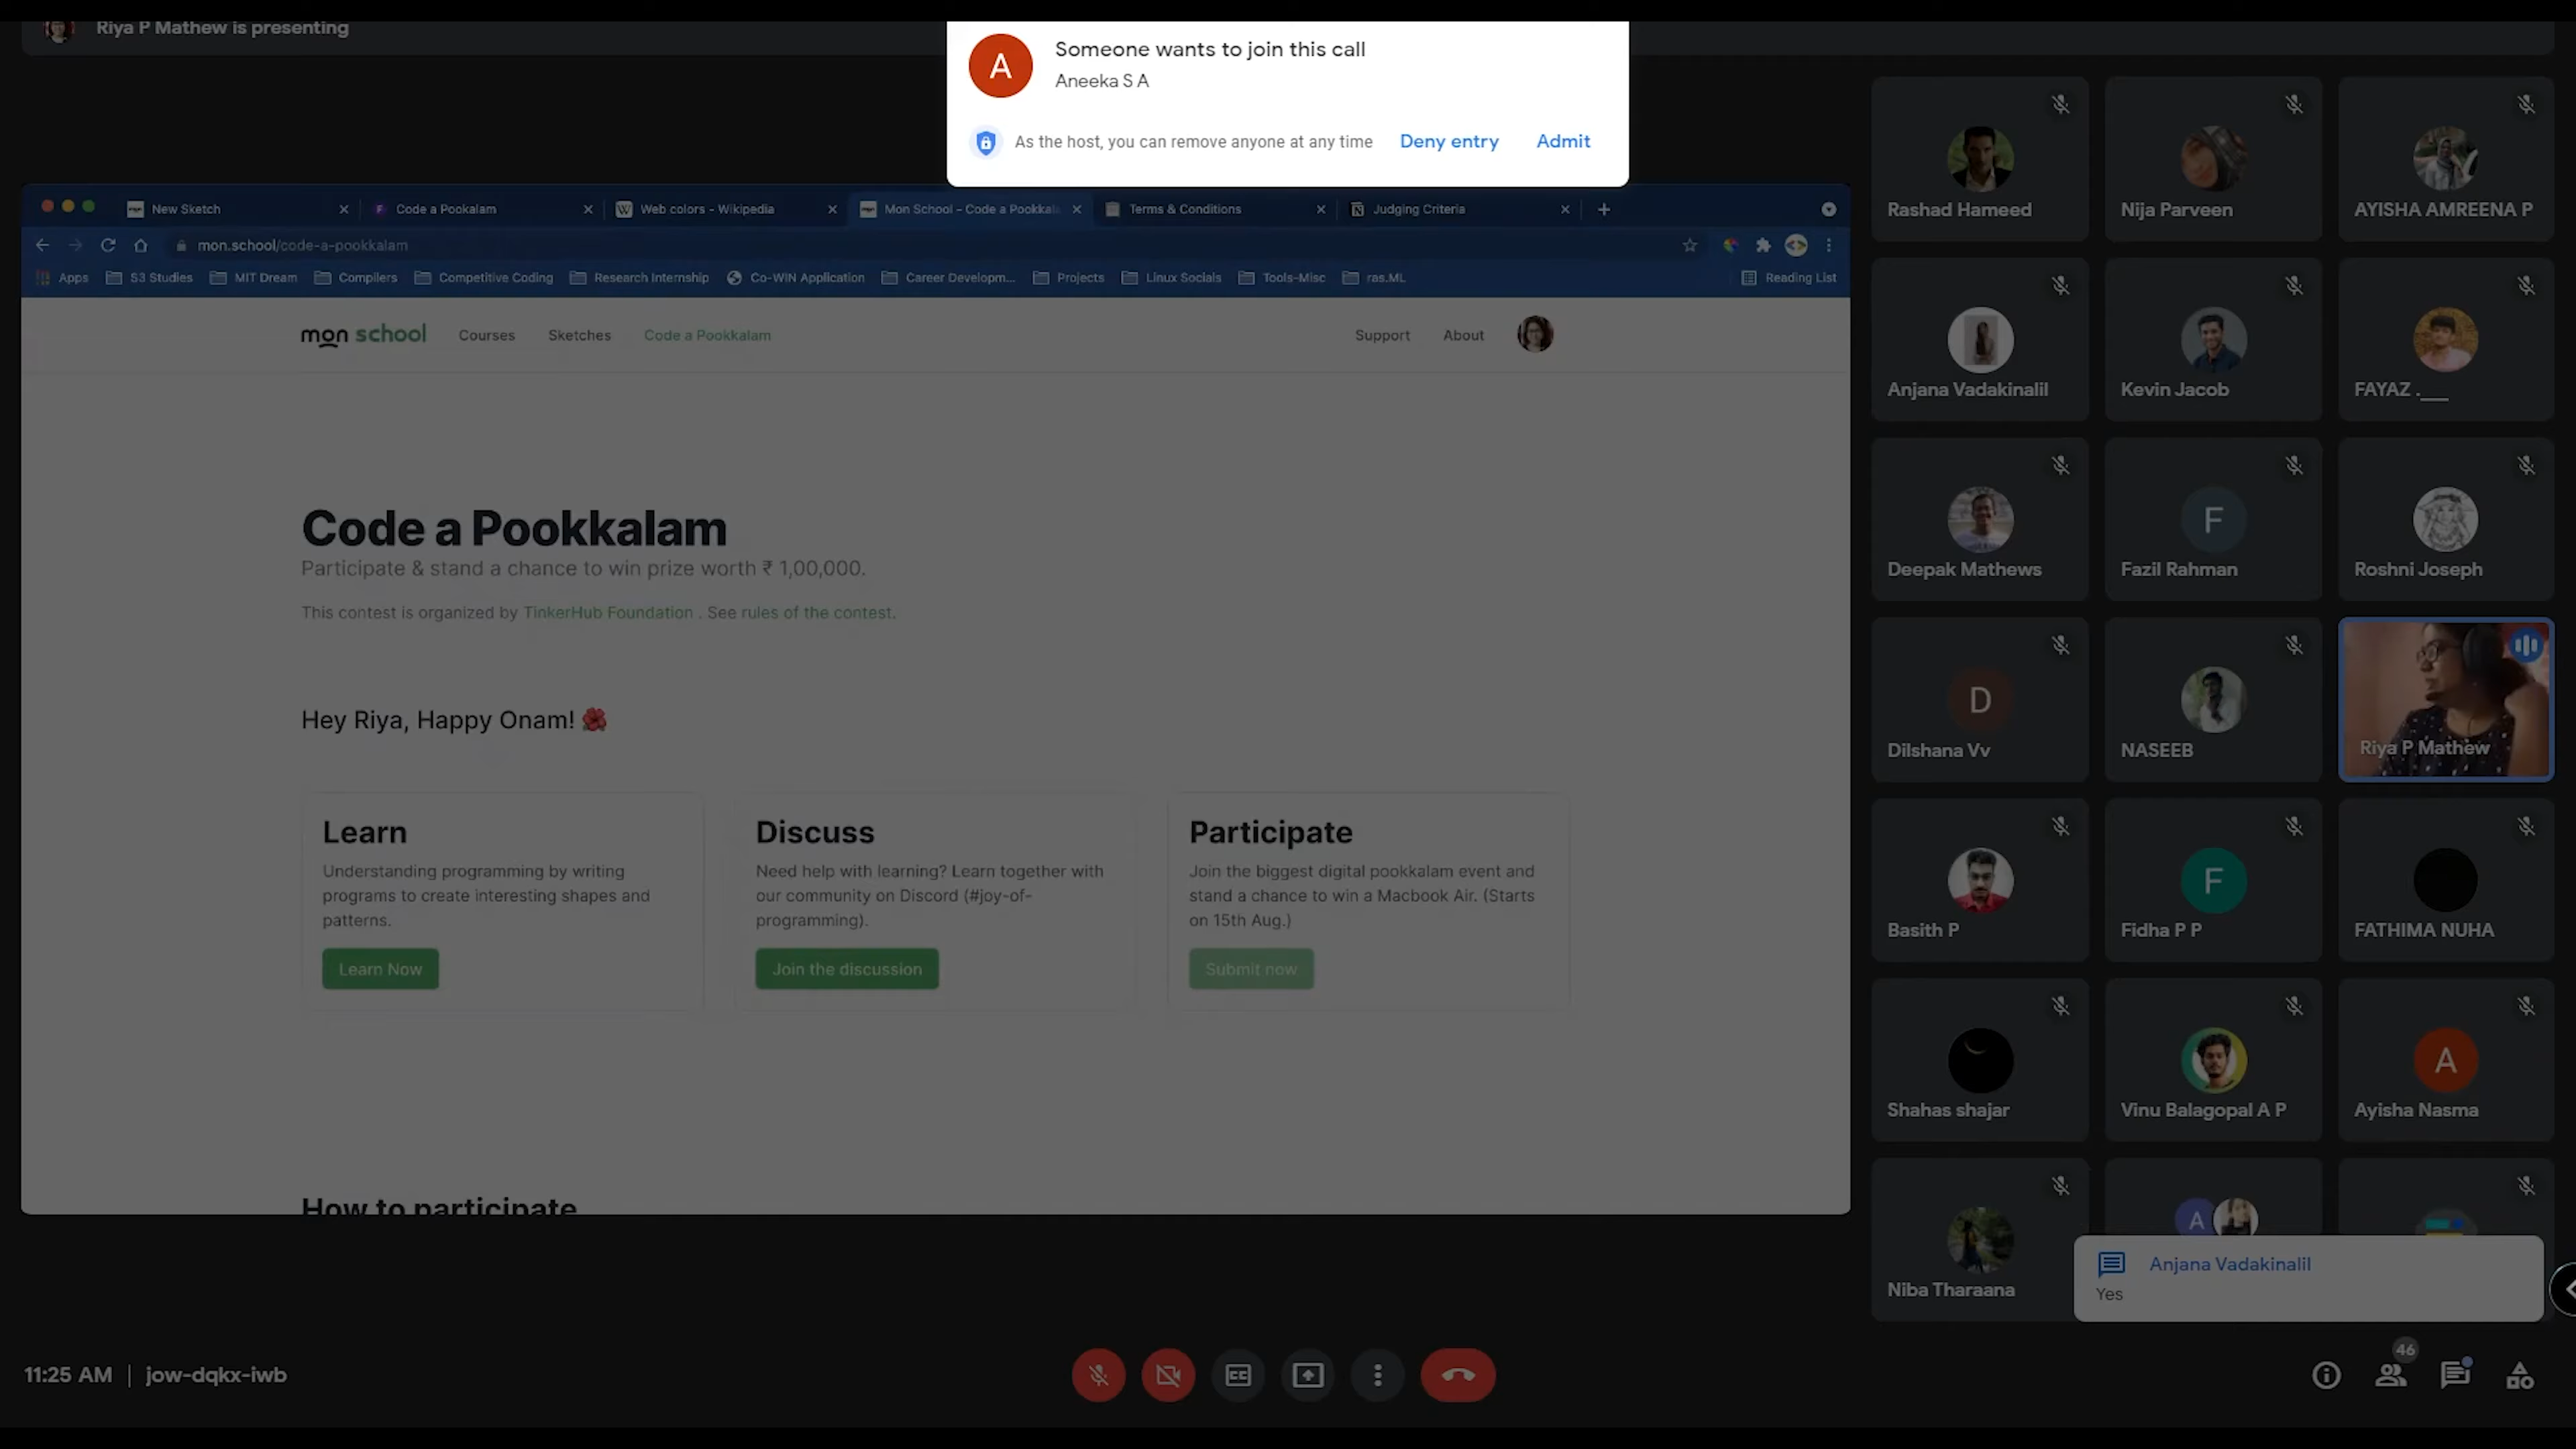 Riya P Mathew is presenting
Someone wants to join this call
Aneeka S A
As the host, you can remove anyone at any time
Deny entry
Admit
New Sketch
Code a Pookalam
Web colors - Wikipedia
Mon School - Code a Pookkal
Terms & Conditions
Judging Criteria
mon.school/code-a-pookkalam
Apps
S3 Studies
MIT Dream
Compilers
Competitive Coding
Research Internship
Co-WIN Application
Career Developm...
Projects
Linux Socials
Tools-Misc
ras.ML
Reading List
mon school
Courses
Sketches
Code a Pookkalam
Support
About
Code a Pookkalam
Participate & stand a chance to win prize worth ₹ 1,00,000.
This contest is organized by TinkerHub Foundation . See rules of the contest.
Hey Riya, Happy Onam! 🌺
Learn
Understanding programming by writing
programs to create interesting shapes and
patterns.
Learn Now
Discuss
Need help with learning? Learn together with
our community on Discord (#joy-of-
programming).
Join the discussion
Participate
Join the biggest digital pookkalam event and
stand a chance to win a Macbook Air. (Starts
on 15th Aug.)
Submit now
How to participate
Rashad Hameed
Nija Parveen
AYISHA AMREENA P
Anjana Vadakinalil
Kevin Jacob
FAYAZ .___
Deepak Mathews
F
Fazil Rahman
Roshni Joseph
D
Dilshana Vv
NASEEB
Riya P Mathew
Basith P
F
Fidha P P
FATHIMA NUHA
Shahas shajar
Vinu Balagopal A P
A
Ayisha Nasma
Niba Tharaana
A
Anjana Vadakinalil
Yes
11:25 AM | jow-dqkx-iwb
CC
46
A